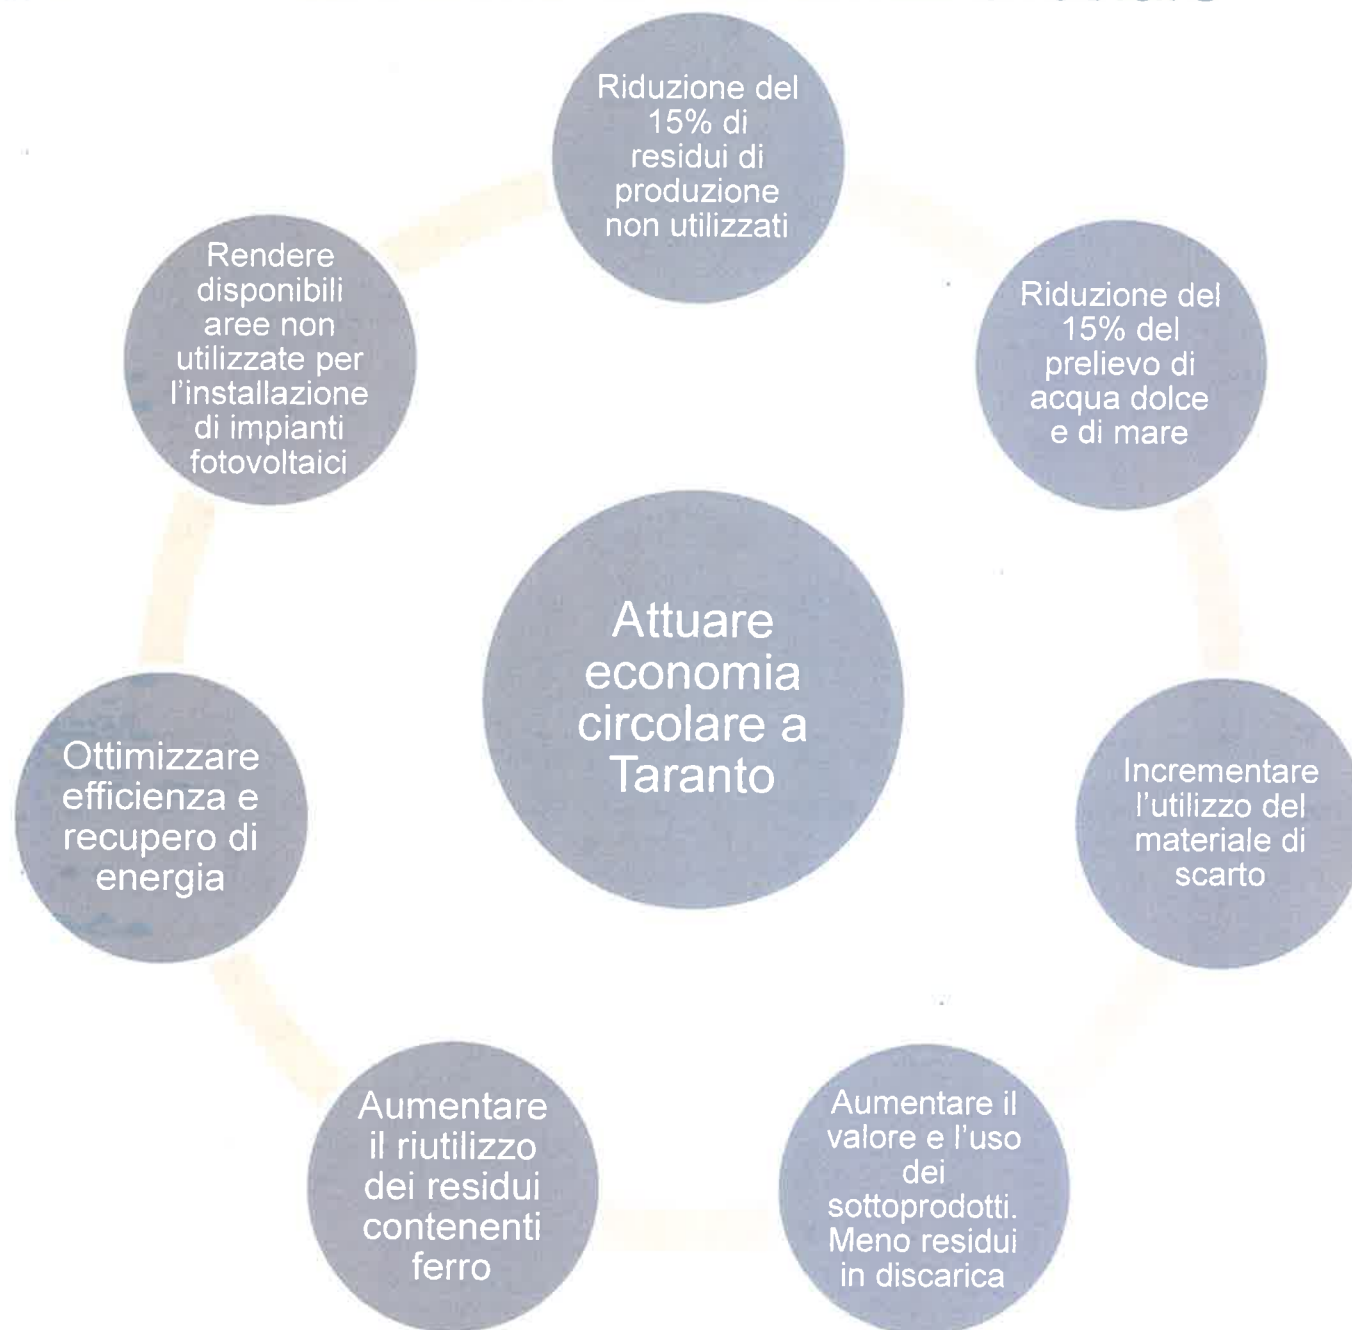 Riduzione del
15% di
residui di
produzione
non utilizzati
Riduzione del
15% del
prelievo di
acqua dolce
e di mare
Incrementare
l'utilizzo del
materiale di
scarto
Aumentare il
valore e l'uso
dei
sottoprodotti.
Meno residui
in discarica
Aumentare
il riutilizzo
dei residui
contenenti
ferro
Ottimizzare
efficienza e
recupero di
energia
Rendere
disponibili
aree non
utilizzate per
l'installazione
di impianti
fotovoltaici
Attuare
economia
circolare a
Taranto